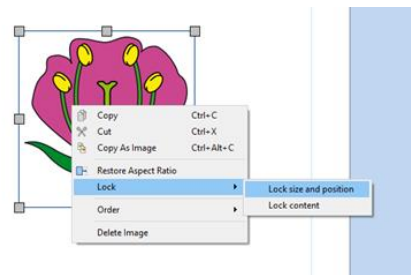 Copy Ctrl+C
Cut Ctrl+X
Copy As Image Ctrl+Alt+C
Restore Aspect Ratio
Lock
Lock size and position
Lock content
Order
Delete Image